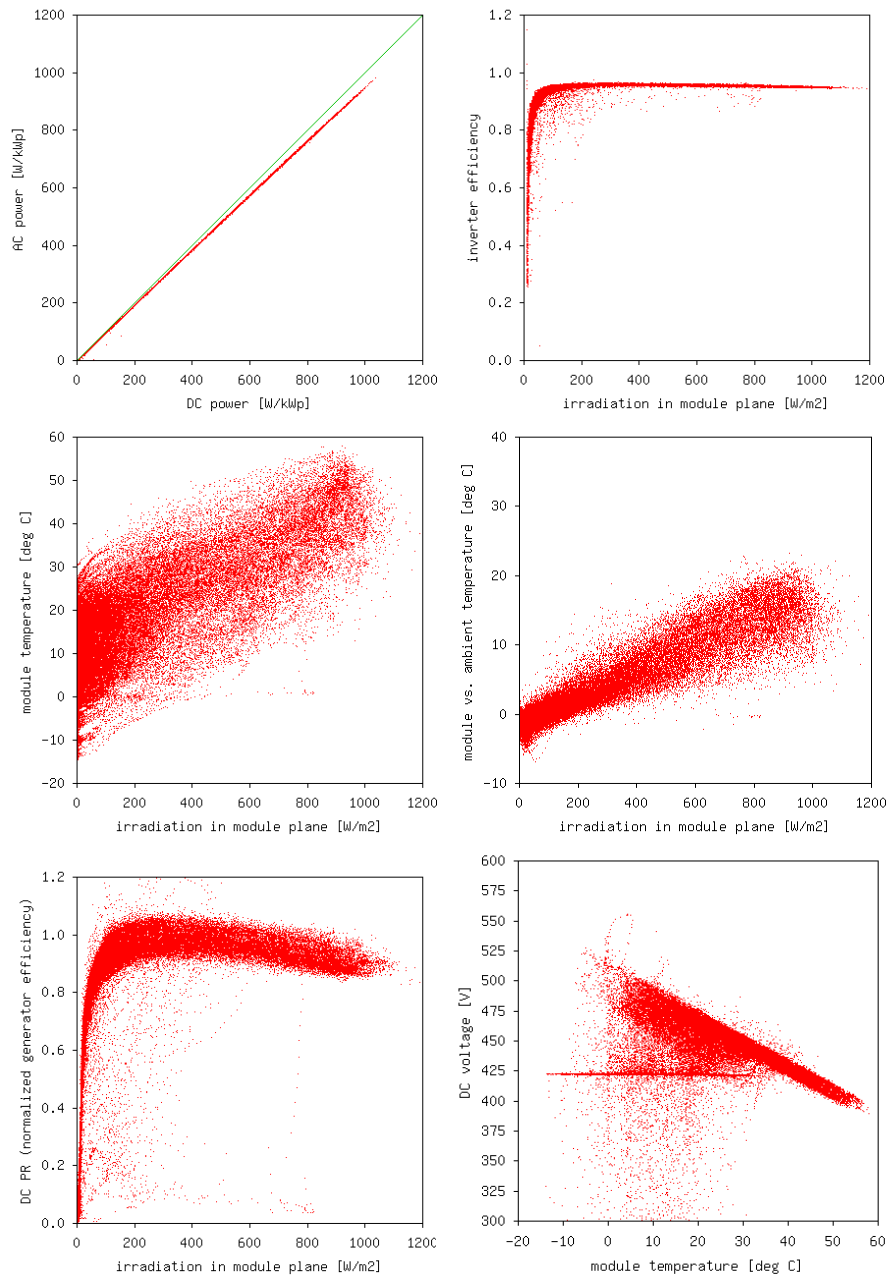 1200
1000
800
600
400
200
0
AC power [W/kWp]
0 200 400 600 800 1000 1200
DC power [W/kWp]
1.2
1.0
0.8
0.6
0.4
0.2
0.0
inverter efficiency
0 200 400 600 800 1000 1200
irradiation in module plane [W/m2]
60
50
40
30
20
10
0
-10
-20
module temperature [deg C]
0 200 400 600 800 1000 1200
irradiation in module plane [W/m2]
40
30
20
10
0
-10
module vs. ambient temperature [deg C]
0 200 400 600 800 1000 1200
irradiation in module plane [W/m2]
1.2
1.0
0.8
0.6
0.4
0.2
0.0
DC PR (normalized generator efficiency)
0 200 400 600 800 1000 1200
irradiation in module plane [W/m2]
600
575
550
525
500
475
450
425
400
375
350
325
300
DC voltage [V]
-20 -10 0 10 20 30 40 50 60
module temperature [deg C]